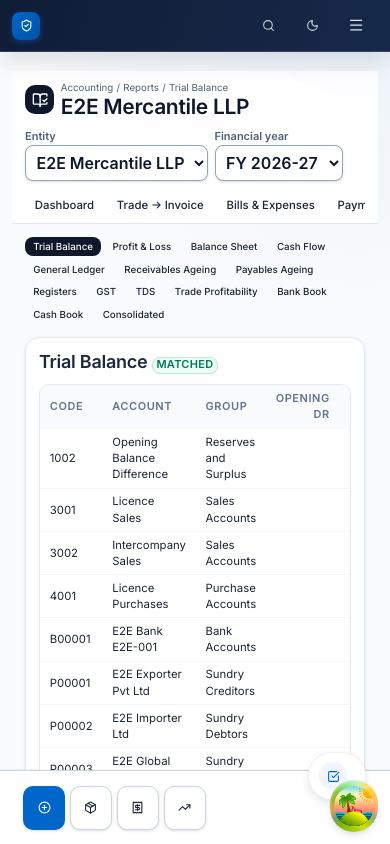 Accounting / Reports / Trial Balance
E2E Mercantile LLP
Entity
Financial year
E2E Mercantile LLP
FY 2026-27
Dashboard
Trade → Invoice
Bills & Expenses
Paym
Trial Balance
Profit & Loss
Balance Sheet
Cash Flow
General Ledger
Receivables Ageing
Payables Ageing
Registers
GST
TDS
Trade Profitability
Bank Book
Cash Book
Consolidated
Trial Balance MATCHED
CODE
ACCOUNT
GROUP
OPENING
DR
1002
Opening
Balance
Difference
Reserves
and
Surplus
3001
Licence
Sales
Sales
Accounts
3002
Intercompany
Sales
Sales
Accounts
4001
Licence
Purchases
Purchase
Accounts
B00001
E2E Bank
E2E-001
Bank
Accounts
P00001
E2E Exporter
Pvt Ltd
Sundry
Creditors
P00002
E2E Importer
Ltd
Sundry
Debtors
P00003
E2E Global
Sundry